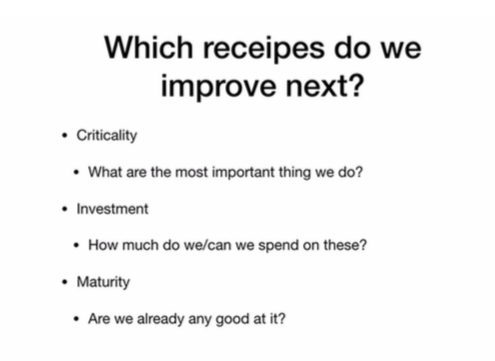 Which receipes do we
improve next?
• Criticality
• What are the most important thing we do?
• Investment
• How much do we/can we spend on these?
• Maturity
• Are we already any good at it?